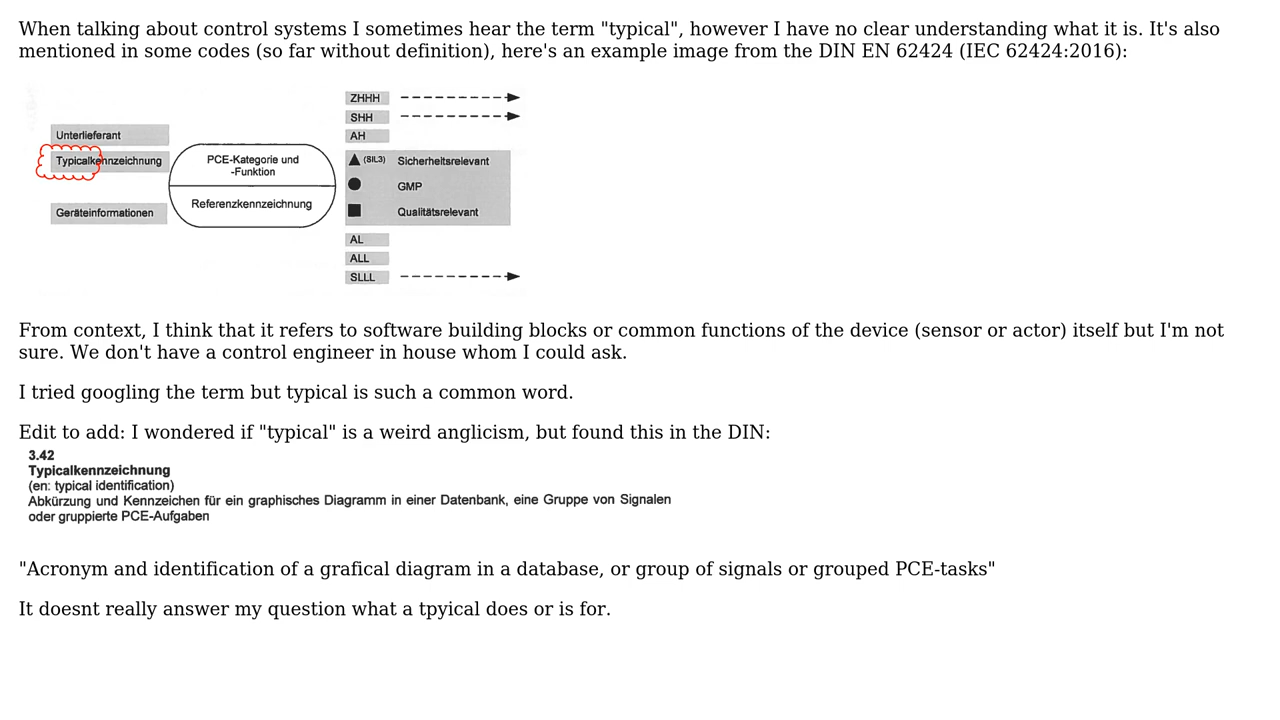 When talking about control systems I sometimes hear the term "typical", however I have no clear understanding what it is. It's also
mentioned in some codes (so far without definition), here's an example image from the DIN EN 62424 (IEC 62424:2016):
ZHHH
SHH
AH
Unterlieferant
Typicalkennzeichnung
PCE-Kategorie und
-Funktion
(SIL3) Sicherheitsrelevant
GMP
Referenzkennzeichnung
Geräteinformationen
Qualitätsrelevant
AL
ALL
SLLL
From context, I think that it refers to software building blocks or common functions of the device (sensor or actor) itself but I'm not
sure. We don't have a control engineer in house whom I could ask.
I tried googling the term but typical is such a common word.
Edit to add: I wondered if "typical" is a weird anglicism, but found this in the DIN:
3.42
Typicalkennzeichnung
(en: typical identification)
Abkürzung und Kennzeichen für ein graphisches Diagramm in einer Datenbank, eine Gruppe von Signalen
oder gruppierte PCE-Aufgaben
"Acronym and identification of a grafical diagram in a database, or group of signals or grouped PCE-tasks"
It doesnt really answer my question what a tpyical does or is for.